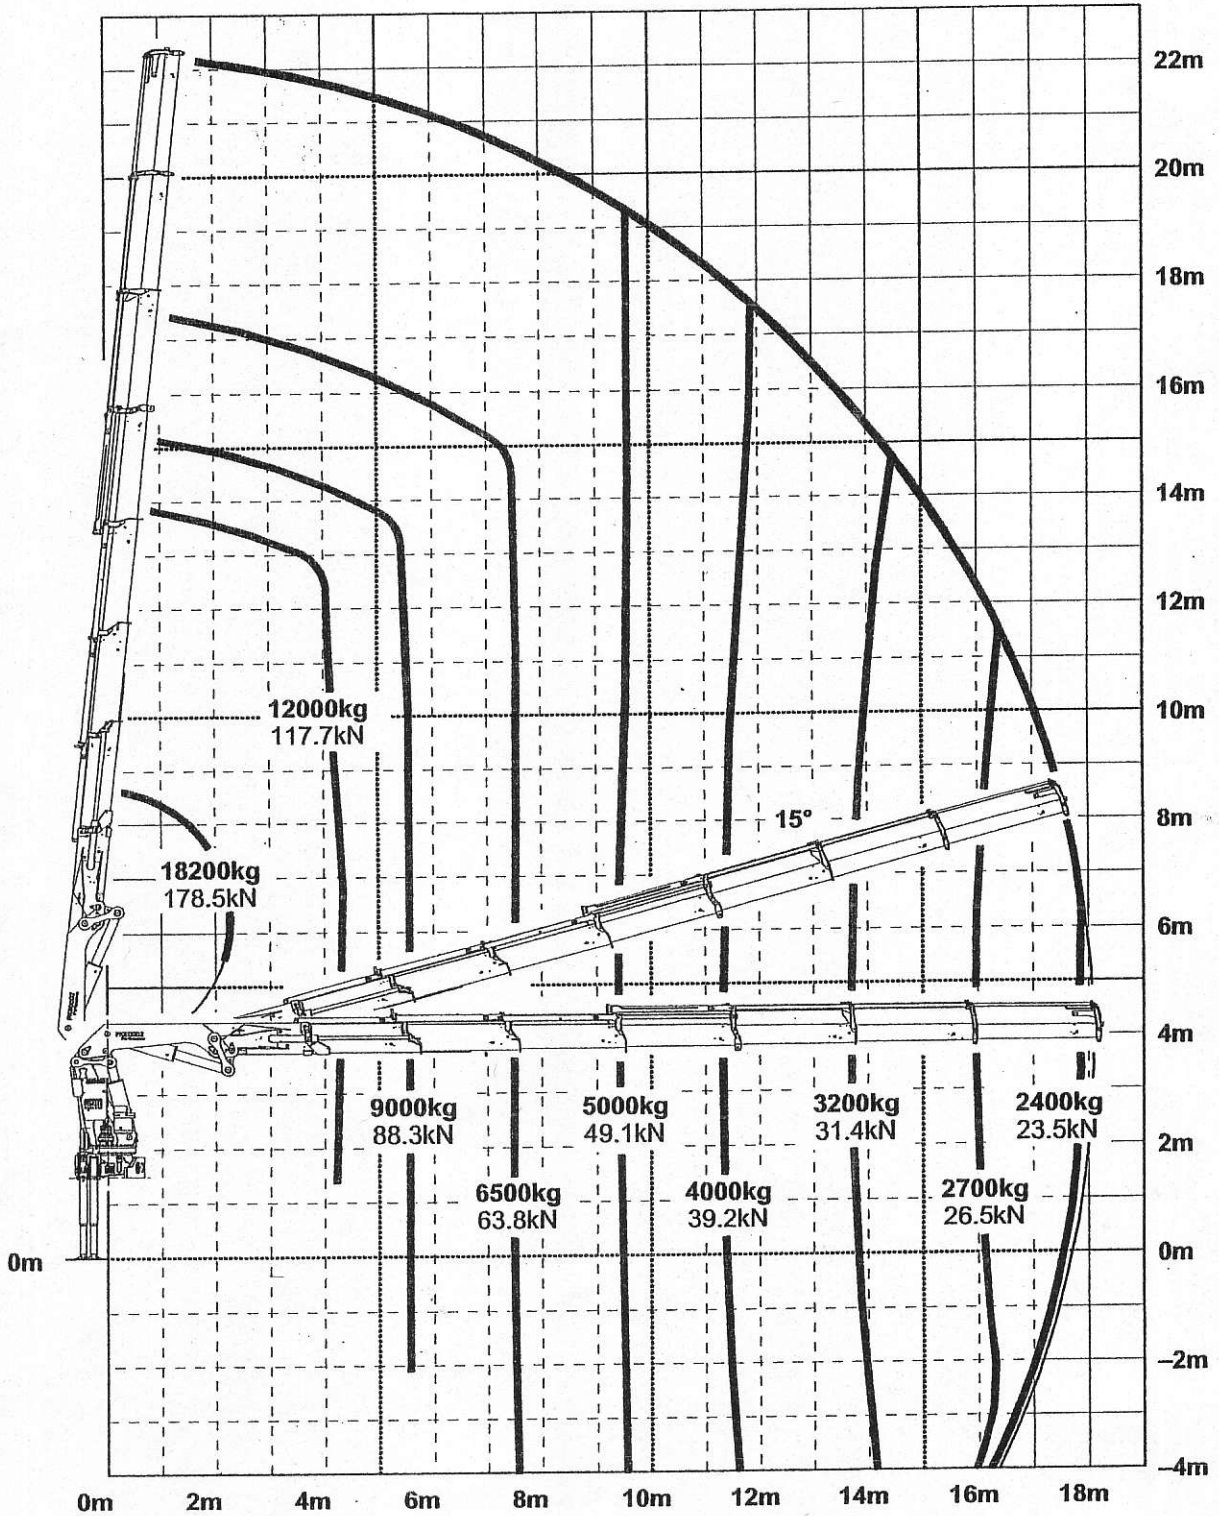 22m
20m
18m
16m
14m
12m
12000kg
117.7kN
10m
15°
8m
18200kg
178.5kN
6m
4m
9000kg
88.3kN
5000kg
49.1kN
3200kg
31.4kN
2400kg
23.5kN
2m
6500kg
63.8kN
4000kg
39.2kN
2700kg
26.5kN
0m
0m
–2m
–4m
0m 2m 4m 6m 8m 10m 12m 14m 16m 18m